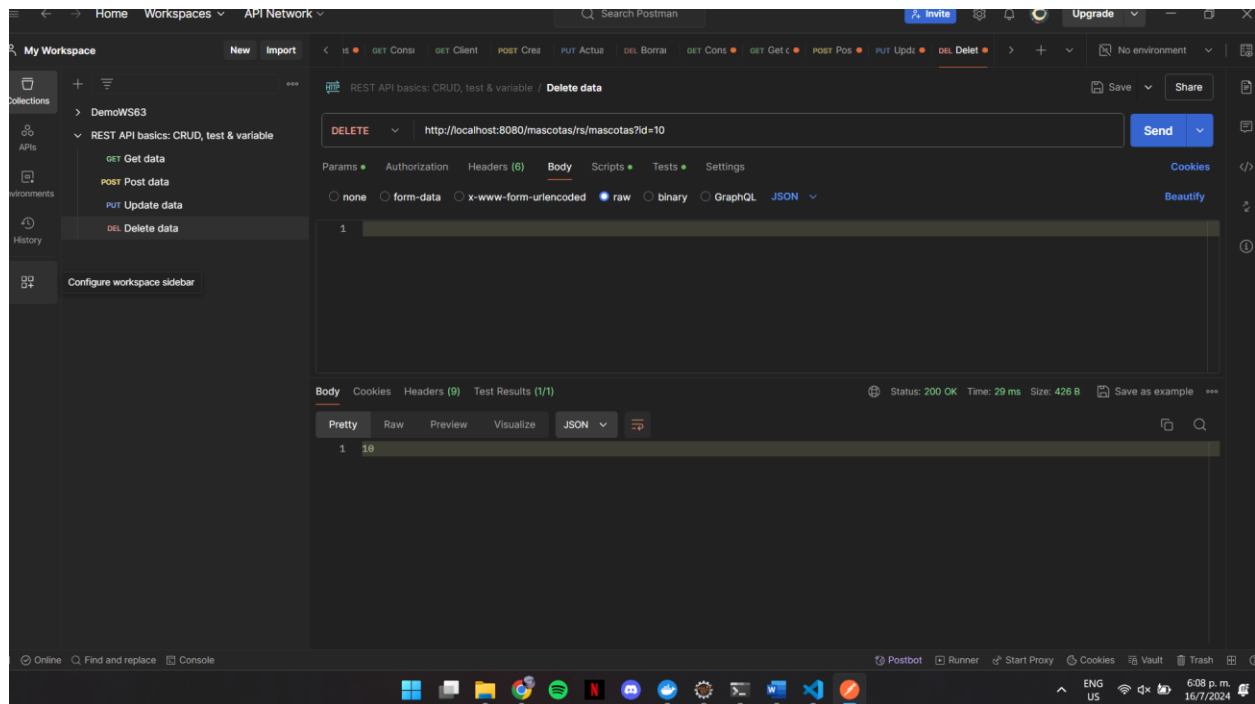 Home Workspaces API Network Search Postman Invite Upgrade
My Workspace New Import GET Consi GET Client POST Crea PUT Actua DEL Borrar GET Cons GET Get c POST Pos PUT Upda DEL Delet No environment
Collections
REST API basics: CRUD, test & variable / Delete data Save Share
DemoWS63
APIs
REST API basics: CRUD, test & variable
DELETE http://localhost:8080/mascotas/rs/mascotas?id=10 Send
GET Get data
Params Authorization Headers (6) Body Scripts Tests Settings Cookies
POST Post data
vironments
PUT Update data
none form-data x-www-form-urlencoded raw binary GraphQL JSON Beautify
DEL Delete data
1
History
Configure workspace sidebar
Body Cookies Headers (9) Test Results (1/1) Status: 200 OK Time: 29 ms Size: 426 B Save as example
Pretty Raw Preview Visualize JSON
1 10
Online Find and replace Console Postbot Runner Start Proxy Cookies Vault Trash
ENG
US
6:08 p. m.
16/7/2024